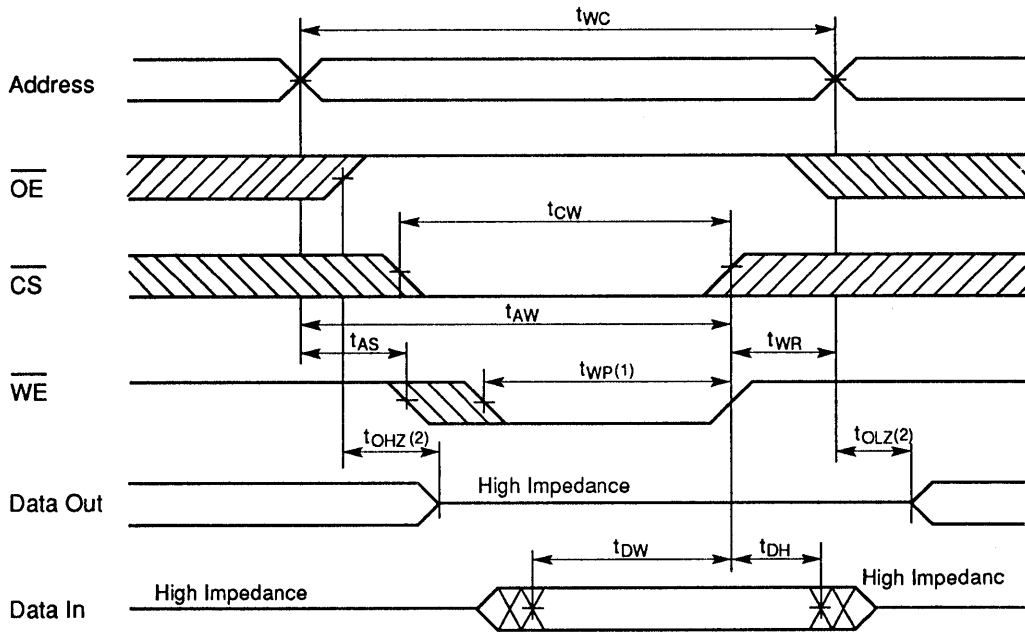 tWC
Address
OE
tCW
CS
tAW
tAS
tWR
tWP(1)
WE
tOHZ(2)
tOLZ(2)
High Impedance
Data Out
tDW
tDH
High Impedance
High Impedanc
Data In